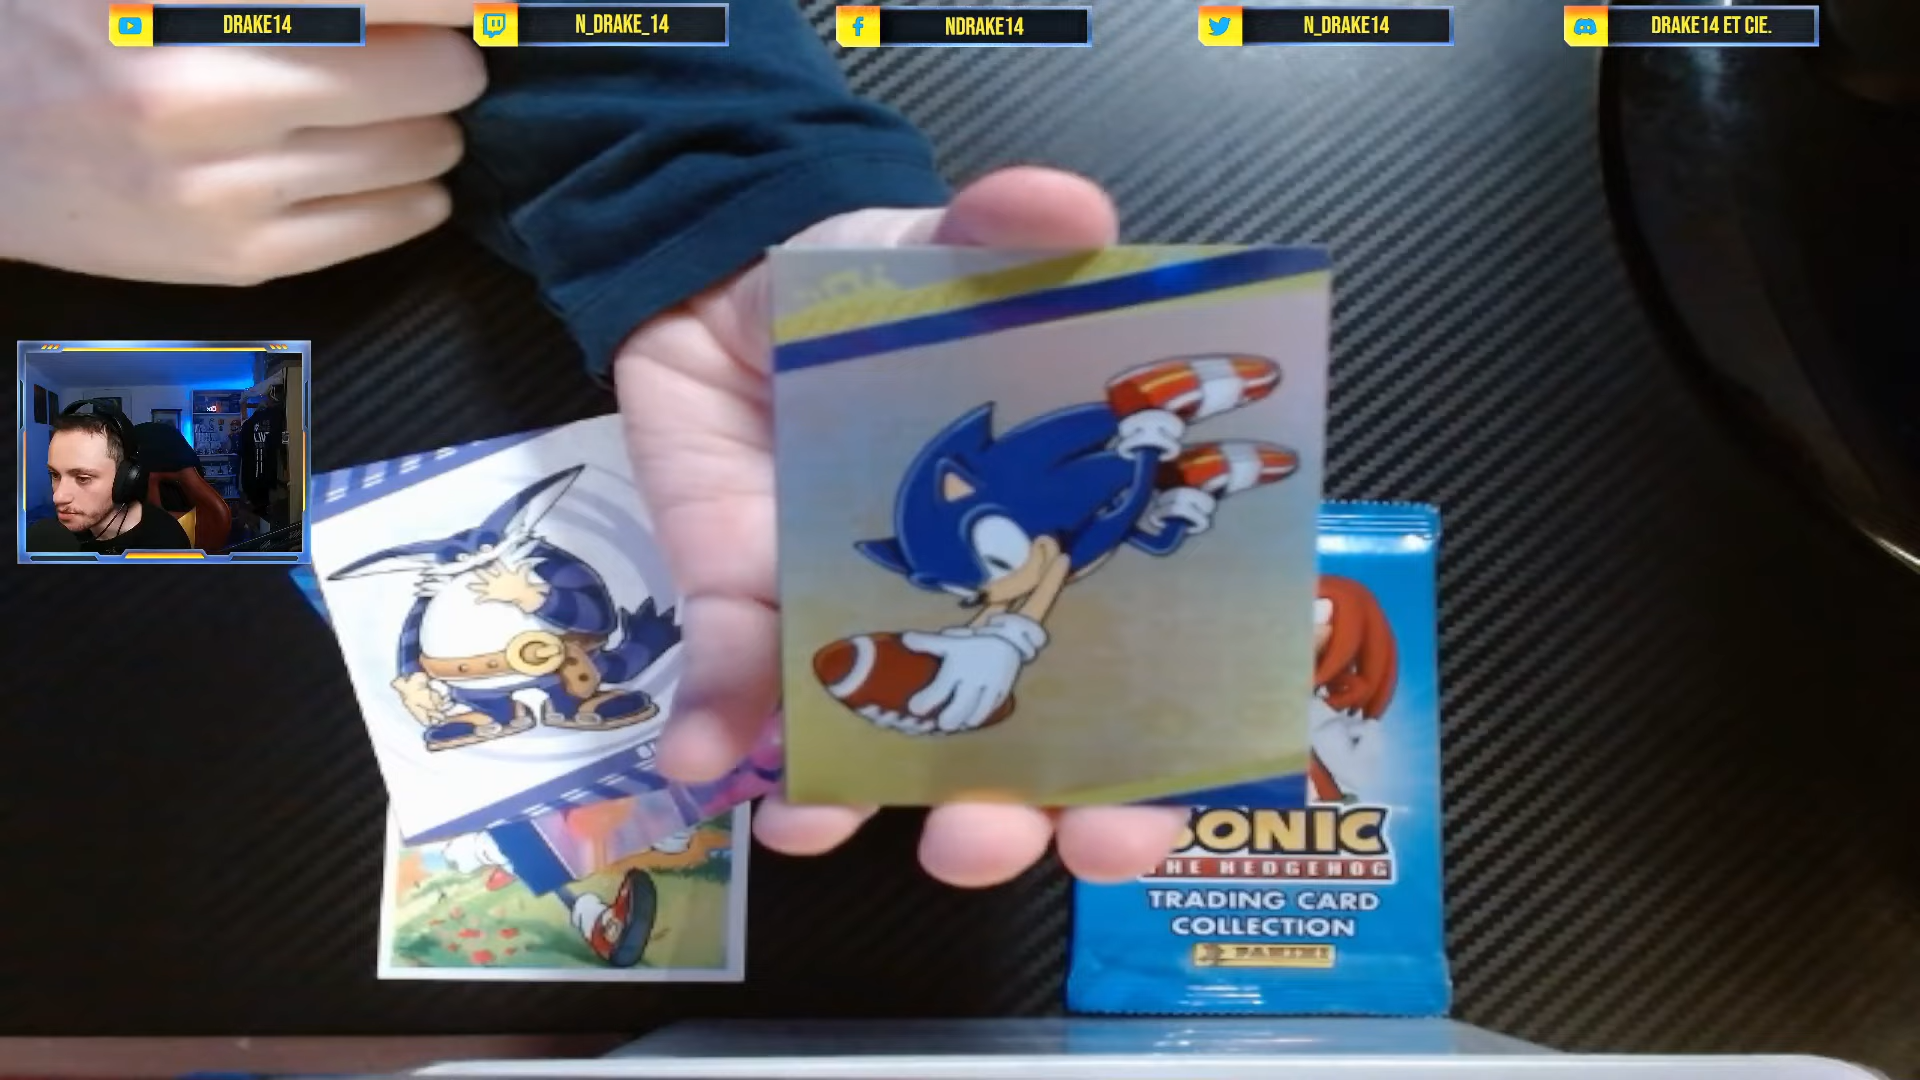 DRAKE14
N_DRAKE_14
NDRAKE14
N_DRAKE14
DRAKE14 ET CIE.
SONIC
THE HEDGEHOG
TRADING CARD
COLLECTION
PANINI